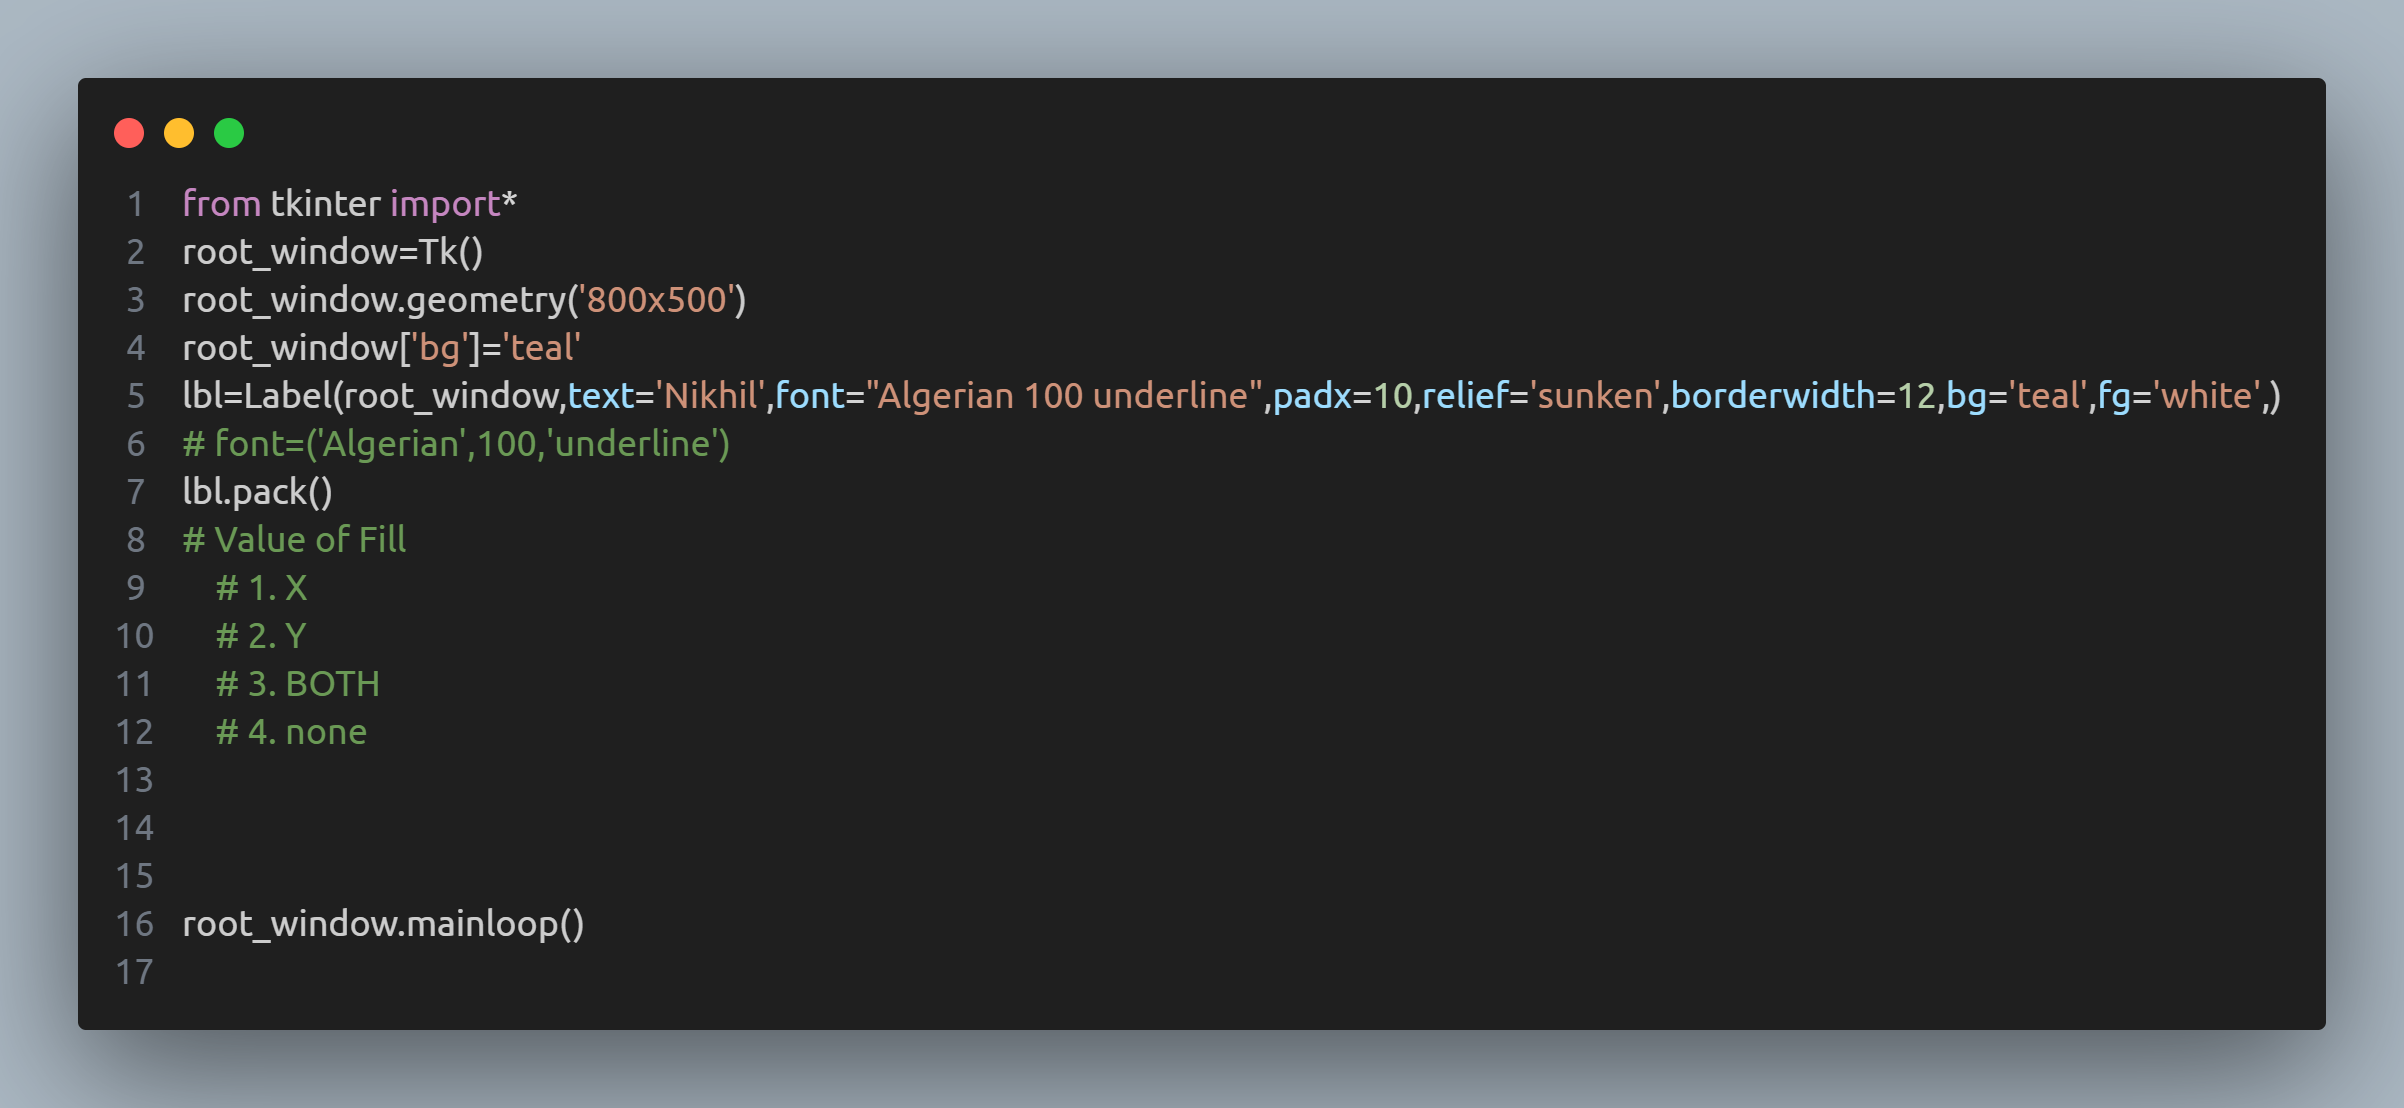 1 from tkinter import*
2 root_window=Tk()
3 root_window.geometry('800x500')
4 root_window['bg']='teal'
5 lbl=Label(root_window,text='Nikhil',font="Algerian 100 underline",padx=10,relief='sunken',borderwidth=12,bg='teal',fg='white',)
6 # font=('Algerian',100,'underline')
7 lbl.pack()
8 # Value of Fill
9     # 1. X
10     # 2. Y
11     # 3. BOTH
12     # 4. none
13
14
15
16 root_window.mainloop()
17